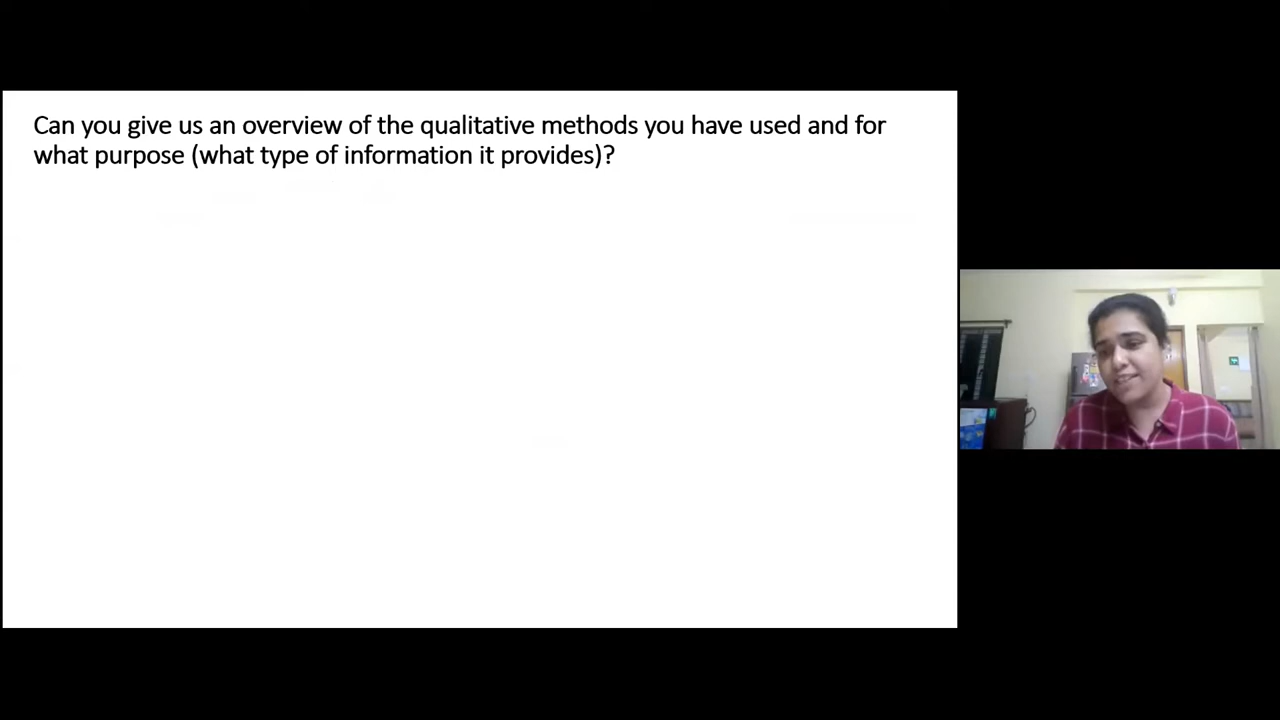 Can you give us an overview of the qualitative methods you have used and for
what purpose (what type of information it provides)?